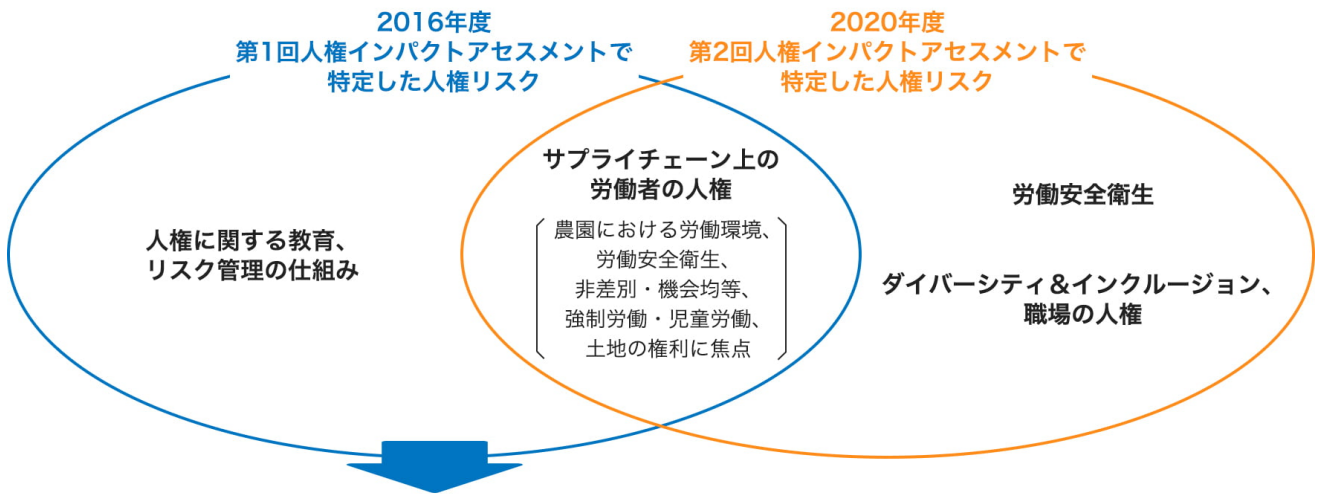 2016年度
第1回人権インパクトアセスメントで
特定した人権リスク
2020年度
第2回人権インパクトアセスメントで
特定した人権リスク
人権に関する教育、
リスク管理の仕組み
サプライチェーン上の
労働者の人権
農園における労働環境、
労働安全衛生、
非差別・機会均等、
強制労働・児童労働、
土地の権利に焦点
労働安全衛生
ダイバーシティ&インクルージョン、
職場の人権